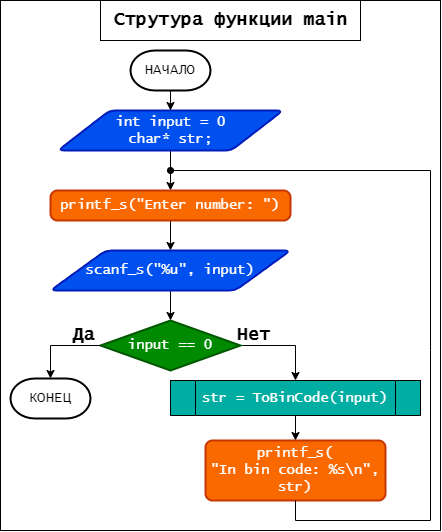 Струтура функции main
НАЧАЛО
int input = 0
char* str;
printf_s("Enter number: ")
scanf_s("%u", input)
Да
Нет
input == 0
КОНЕЦ
str = ToBinCode(input)
printf_s(
"In bin code: %s\n",
str)